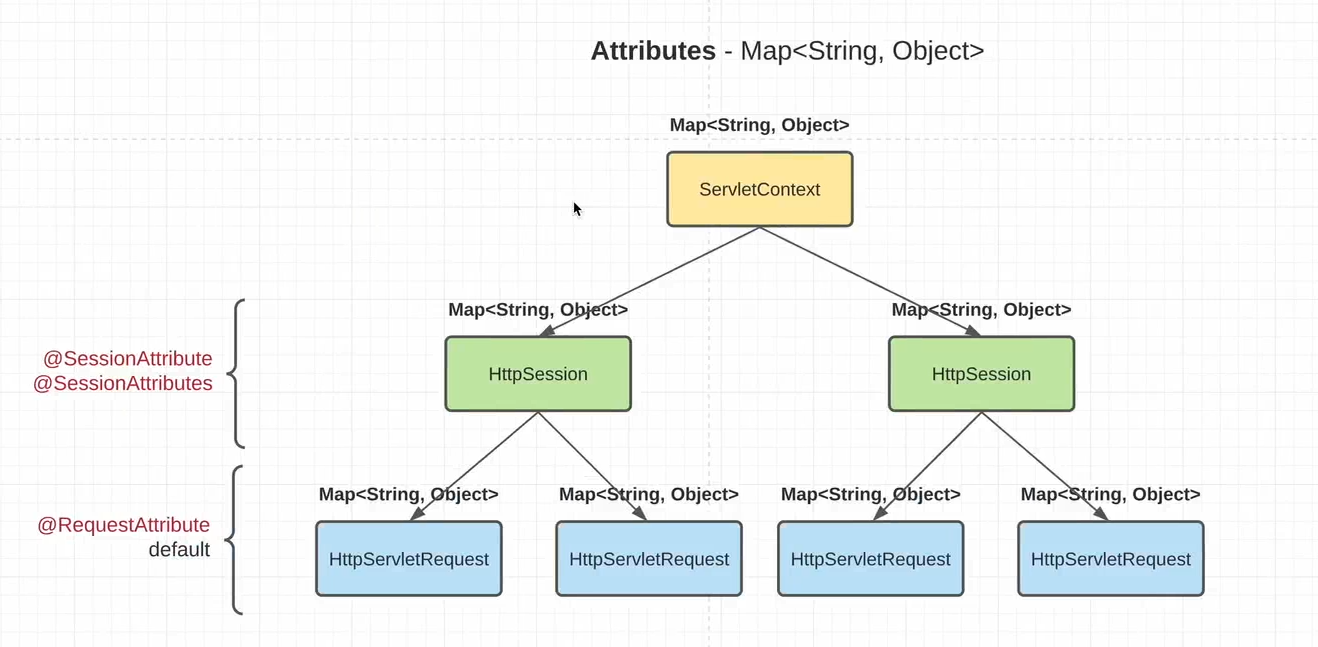 Attributes - Map<String, Object>
Map<String, Object>
ServletContext
Map<String, Object>
Map<String, Object>
@SessionAttribute
@SessionAttributes
HttpSession
HttpSession
Map<String, Object>
Map<String, Object>
Map<String, Object>
Map<String, Object>
@RequestAttribute
default
HttpServletRequest
HttpServletRequest
HttpServletRequest
HttpServletRequest